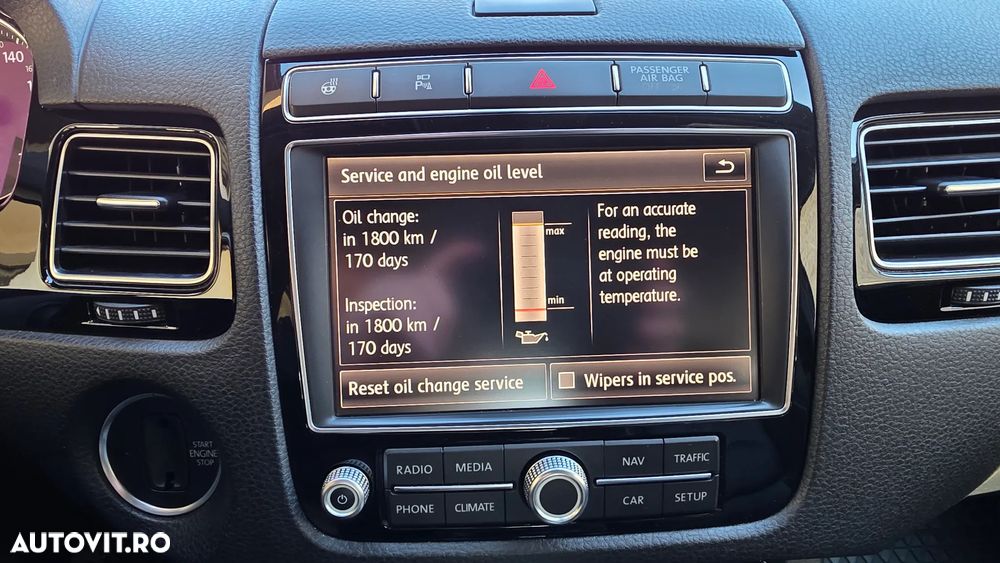 140
16
PASSENGER
AIR BAG
P
Service and engine oil level
Oil change:
in 1800 km /
170 days
Inspection:
in 1800 km /
170 days
max
min
For an accurate
reading, the
engine must be
at operating
temperature.
Reset oil change service
Wipers in service pos.
START
ENGINE
STOP
RADIO
MEDIA
NAV
TRAFFIC
PHONE
CLIMATE
CAR
SETUP
AUTOVIT.RO